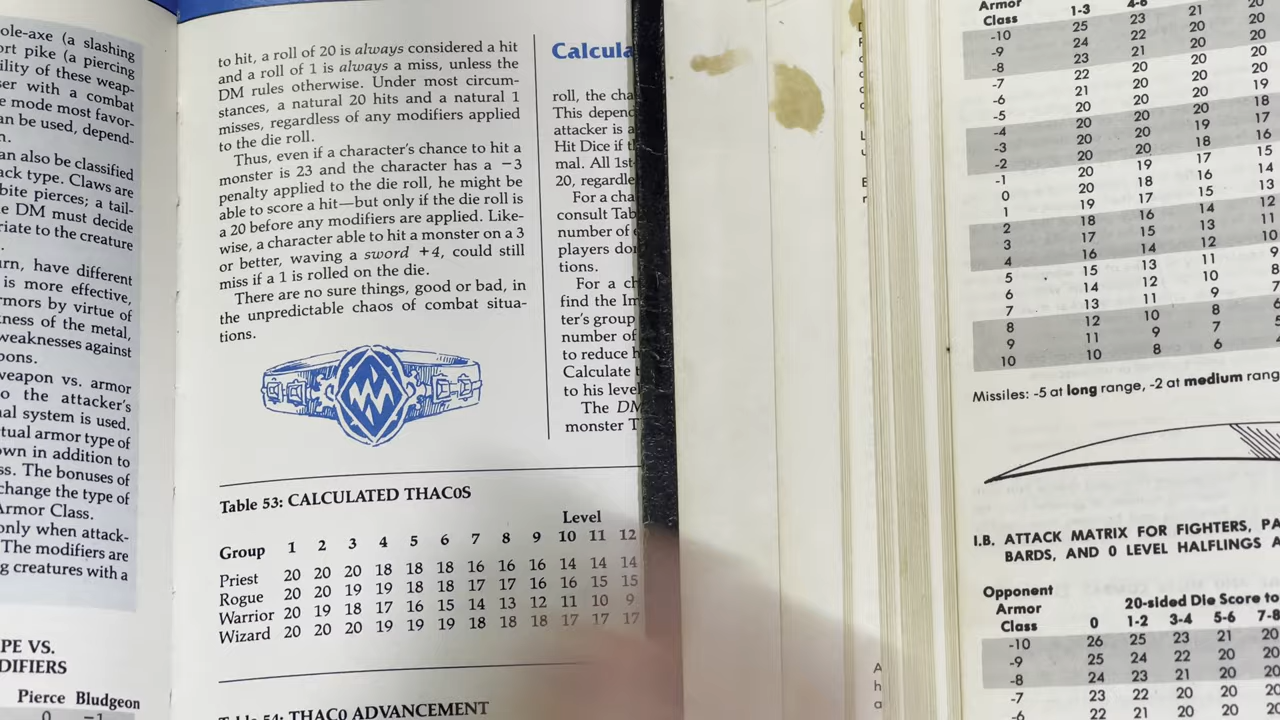 ole-axe (a slashing
ort pike (a piercing
ility of these weap-
ser with a combat
e mode most favor-
an be used, depend-
n.
an also be classified
ack type. Claws are
bite pierces; a tail-
e DM must decide
riate to the creature
.
urn, have different
is more effective,
rmors by virtue of
kness of the metal,
weaknesses against
pons.
weapon vs. armor
o the attacker's
nal system is used.
tual armor type of
own in addition to
ss. The bonuses of
change the type of
Armor Class.
only when attack-
The modifiers are
g creatures with a
PE VS.
DIFIERS
Pierce Bludgeon
0 −1
to hit, a roll of 20 is always considered a hit
and a roll of 1 is always a miss, unless the
DM rules otherwise. Under most circum-
stances, a natural 20 hits and a natural 1
misses, regardless of any modifiers applied
to the die roll.
Thus, even if a character's chance to hit a
monster is 23 and the character has a −3
penalty applied to the die roll, he might be
able to score a hit—but only if the die roll is
a 20 before any modifiers are applied. Like-
wise, a character able to hit a monster on a 3
or better, waving a sword +4, could still
miss if a 1 is rolled on the die.
There are no sure things, good or bad, in
the unpredictable chaos of combat situa-
tions.
Calcula
roll, the cha
This depen
attacker is a
Hit Dice if t
mal. All 1st
20, regardle
For a cha
consult Tab
number of
players do
tions.
For a ch
find the Im
ter's group
number of
to reduce h
Calculate t
to his leve
The DM
monster T
Table 53: CALCULATED THAC0S
Level
Group 1 2 3 4 5 6 7 8 9 10 11 12
Priest 20 20 20 18 18 18 16 16 16 14 14 14
Rogue 20 20 19 19 18 18 17 17 16 16 15 15
Warrior 20 19 18 17 16 15 14 13 12 11 10 9
Wizard 20 20 20 19 19 19 18 18 18 17 17 17
Table 54: THAC0 ADVANCEMENT
A
h
a
Armor
Class 1-3 4-6
-10 25 23 21 20
-9 24 22 20 20
-8 23 21 20 20
-7 22 20 20 20
-6 21 20 20 20
-5 20 20 20 19
-4 20 20 20 18
-3 20 20 19 17
-2 20 20 18 16
-1 20 19 17 15
0 20 18 16 14
1 19 17 15 13
2 18 16 14 12
3 17 15 13 11
4 16 14 12 10
5 15 13 11 9
6 14 12 10 8
7 13 11 9 7
8 12 10 8 6
9 11 9 7
10 10 8 6
Missiles: -5 at long range, -2 at medium rang
I.B. ATTACK MATRIX FOR FIGHTERS, PA
BARDS, AND 0 LEVEL HALFLINGS A
Opponent
Armor
Class
20-sided Die Score to
0 1-2 3-4 5-6 7-8
-10 26 25 23 21 20
-9 25 24 22 20 20
-8 24 23 21 20 20
-7 23 22 20 20 20
-6 22 21 20 20 20